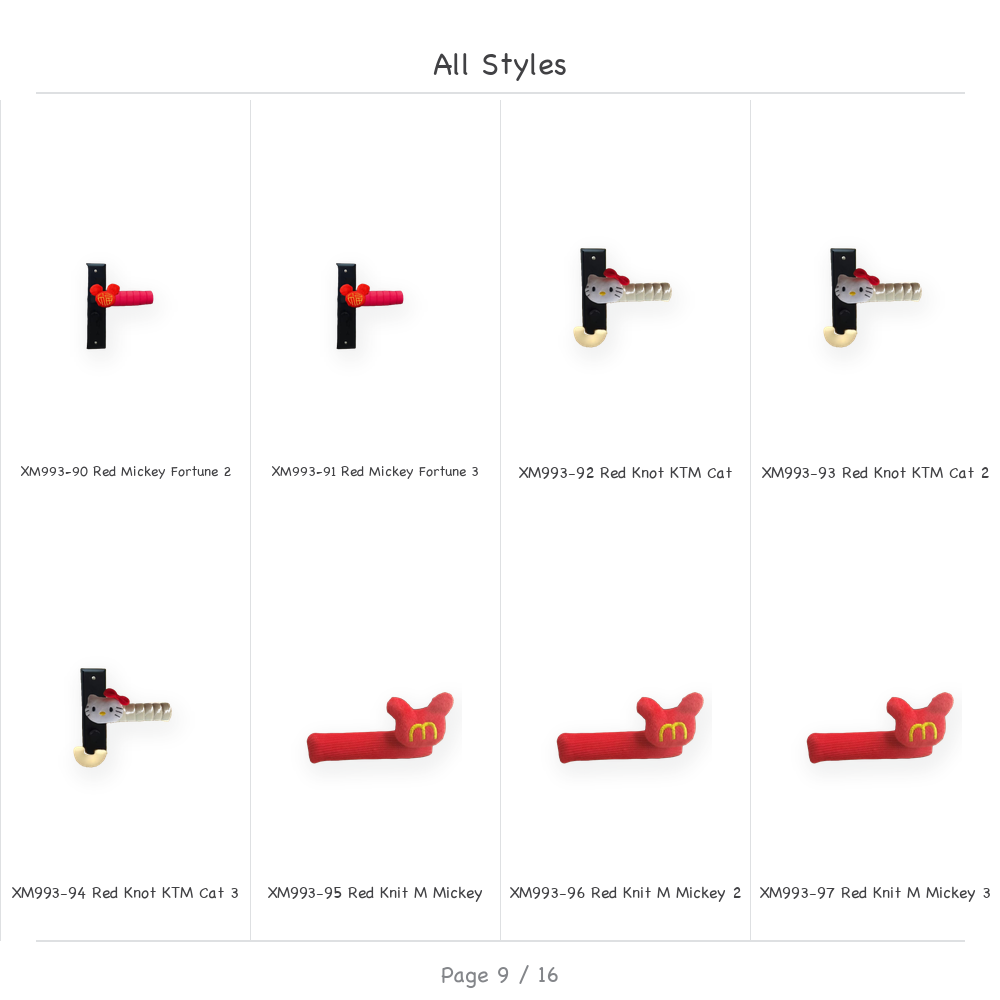 All Styles
XM993-90 Red Mickey Fortune 2
XM993-91 Red Mickey Fortune 3
XM993-92 Red Knot KTM Cat
XM993-93 Red Knot KTM Cat 2
XM993-94 Red Knot KTM Cat 3
XM993-95 Red Knit M Mickey
XM993-96 Red Knit M Mickey 2
XM993-97 Red Knit M Mickey 3
Page 9 / 16